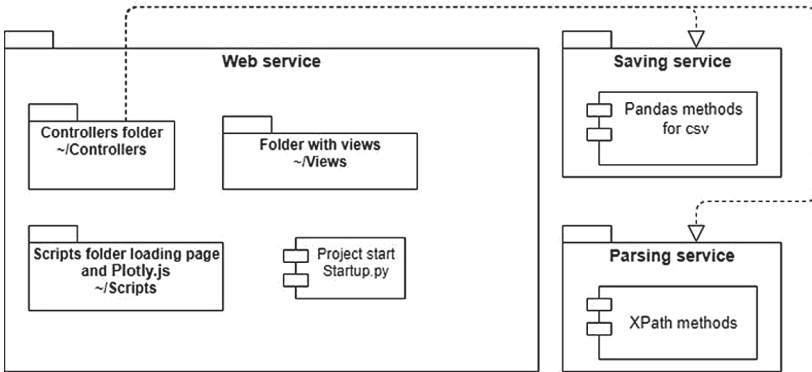 Web service
Controllers folder
~/Controllers
Folder with views
~/Views
Scripts folder loading page
and Plotly.js
~/Scripts
Project start
Startup.py
Saving service
Pandas methods
for csv
Parsing service
XPath methods